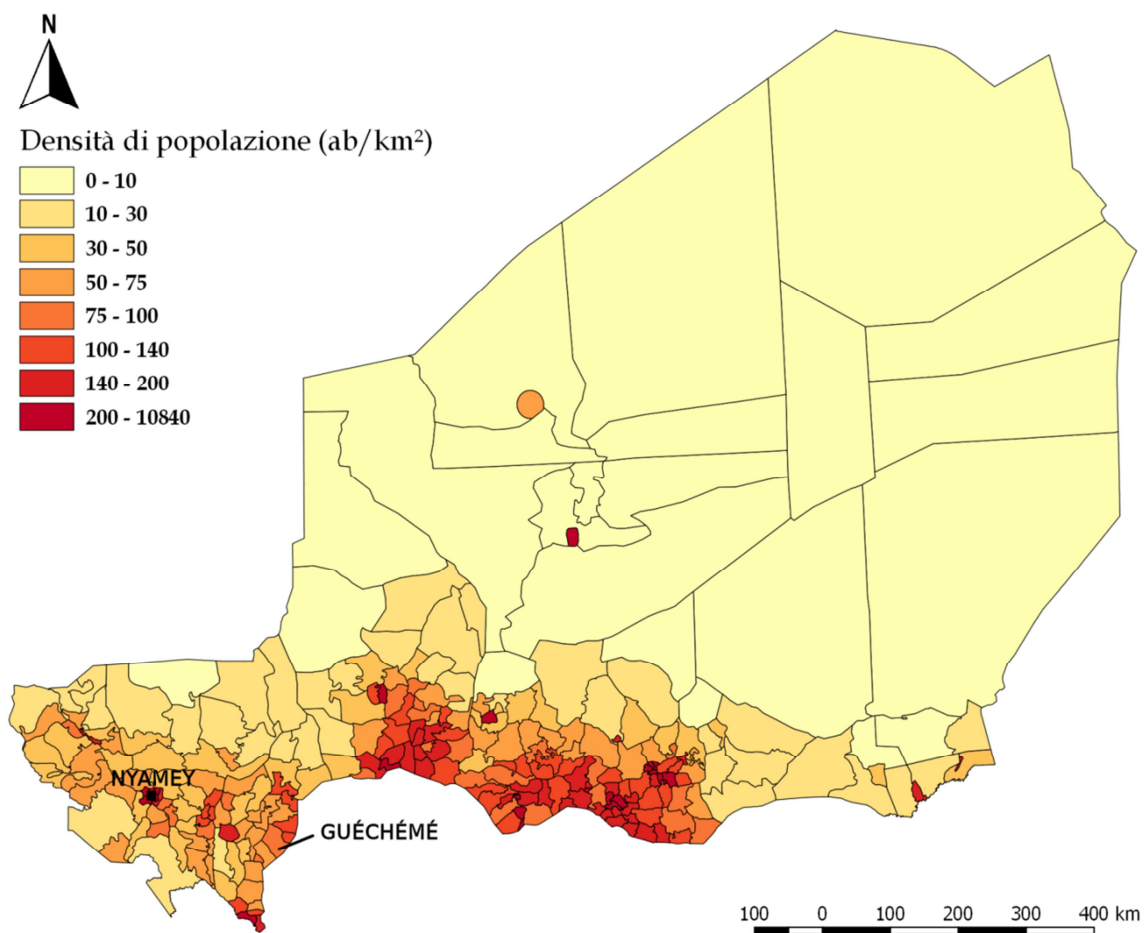 N
Densità di popolazione (ab/km²)
0 - 10
10 - 30
30 - 50
50 - 75
75 - 100
100 - 140
140 - 200
200 - 10840
NYAMEY
GUÉCHÉMÉ
100 0 100 200 300 400 km